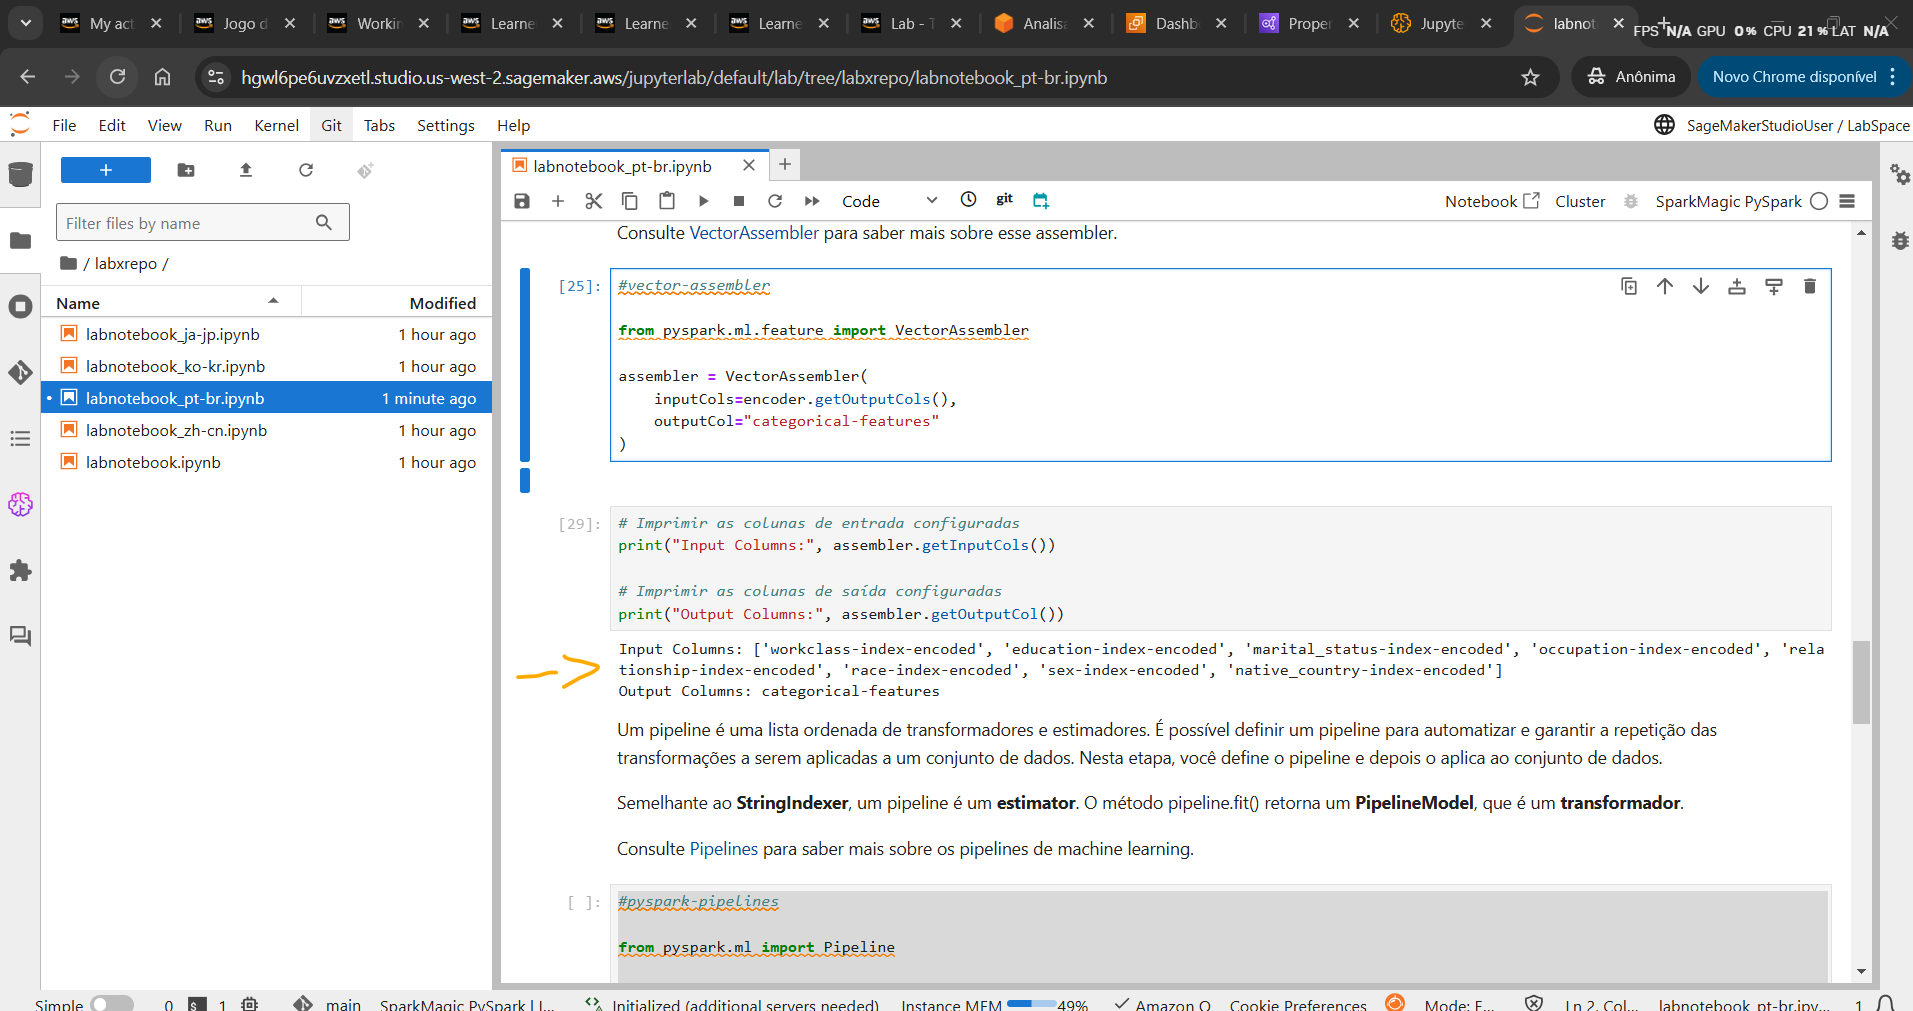 My act
Jogo d
Workin
Learne
Learne
Learne
Lab - T
Analisa
Dashb
Proper
Jupyte
labnot
FPS N/A GPU 0% CPU 21% LAT N/A
hgwl6pe6uvzxetl.studio.us-west-2.sagemaker.aws/jupyterlab/default/lab/tree/labxrepo/labnotebook_pt-br.ipynb
Anônima
Novo Chrome disponível
File Edit View Run Kernel Git Tabs Settings Help
SageMakerStudioUser / LabSpace
labnotebook_pt-br.ipynb
Code
git
Notebook
Cluster
SparkMagic PySpark
Filter files by name
/ labxrepo /
Name Modified
labnotebook_ja-jp.ipynb 1 hour ago
labnotebook_ko-kr.ipynb 1 hour ago
labnotebook_pt-br.ipynb 1 minute ago
labnotebook_zh-cn.ipynb 1 hour ago
labnotebook.ipynb 1 hour ago
Consulte VectorAssembler para saber mais sobre esse assembler.
[25]: #vector-assembler
from pyspark.ml.feature import VectorAssembler
assembler = VectorAssembler(
    inputCols=encoder.getOutputCols(),
    outputCol="categorical-features"
)
[29]: # Imprimir as colunas de entrada configuradas
print("Input Columns:", assembler.getInputCols())
# Imprimir as colunas de saída configuradas
print("Output Columns:", assembler.getOutputCol())
Input Columns: ['workclass-index-encoded', 'education-index-encoded', 'marital_status-index-encoded', 'occupation-index-encoded', 'rela
tionship-index-encoded', 'race-index-encoded', 'sex-index-encoded', 'native_country-index-encoded']
Output Columns: categorical-features
Um pipeline é uma lista ordenada de transformadores e estimadores. É possível definir um pipeline para automatizar e garantir a repetição das
transformações a serem aplicadas a um conjunto de dados. Nesta etapa, você define o pipeline e depois o aplica ao conjunto de dados.
Semelhante ao StringIndexer, um pipeline é um estimator. O método pipeline.fit() retorna um PipelineModel, que é um transformador.
Consulte Pipelines para saber mais sobre os pipelines de machine learning.
[ ]: #pyspark-pipelines
from pyspark.ml import Pipeline
Simple 0 $ 1 main SparkMagic PySpark | I... Initialized (additional servers needed) Instance MEM 49% Amazon Q Cookie Preferences Mode: E... Ln 2, Col... labnotebook_pt-br.ipy... 1